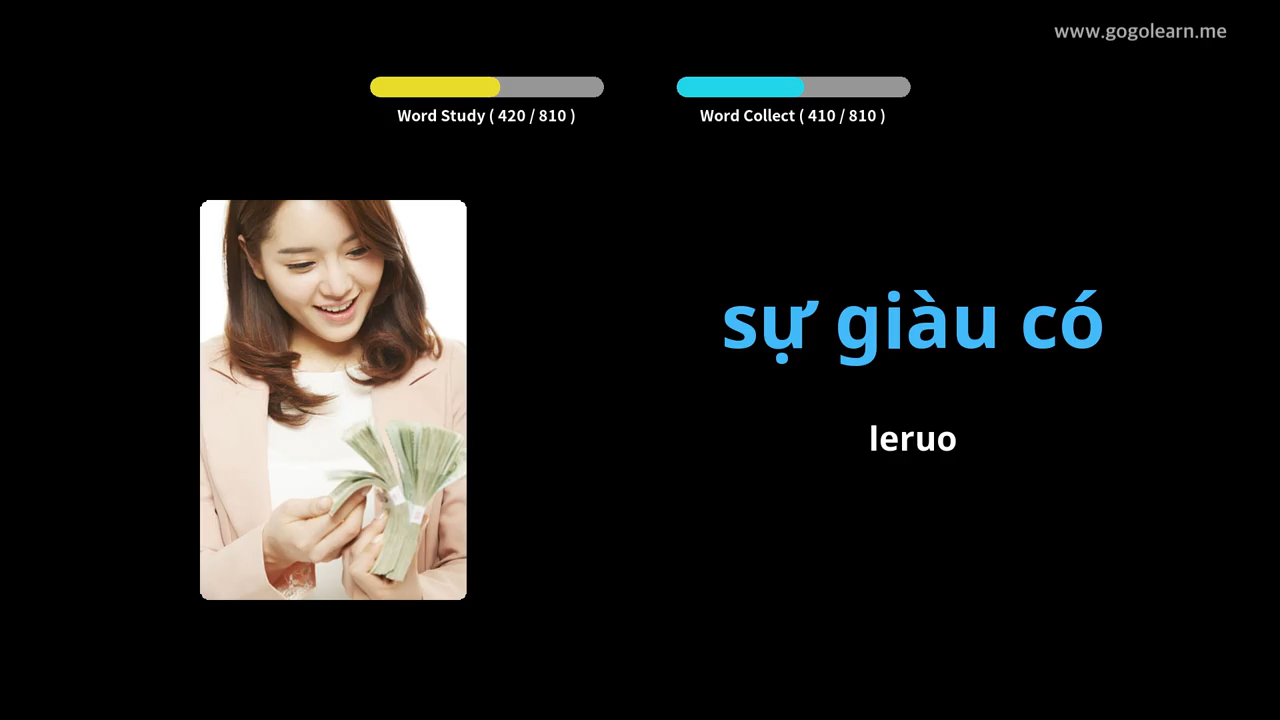 www.gogolearn.me
Word Study ( 420 / 810 )
Word Collect ( 410 / 810 )
sự giàu có
leruo